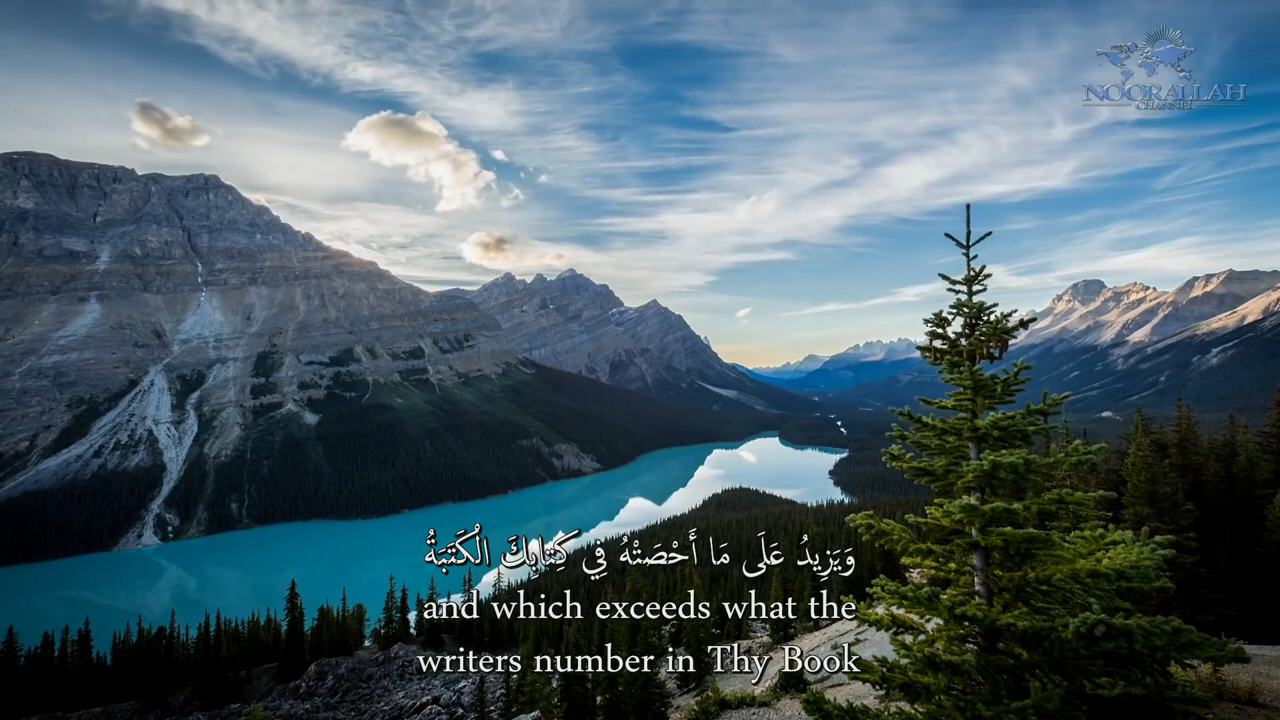 NOORALLAH
CHANNEL
وَيَزِيدُ عَلَى مَا أَحْصَتْهُ فِي كِتَابِكَ الْكَتَبَةُ
and which exceeds what the
writers number in Thy Book